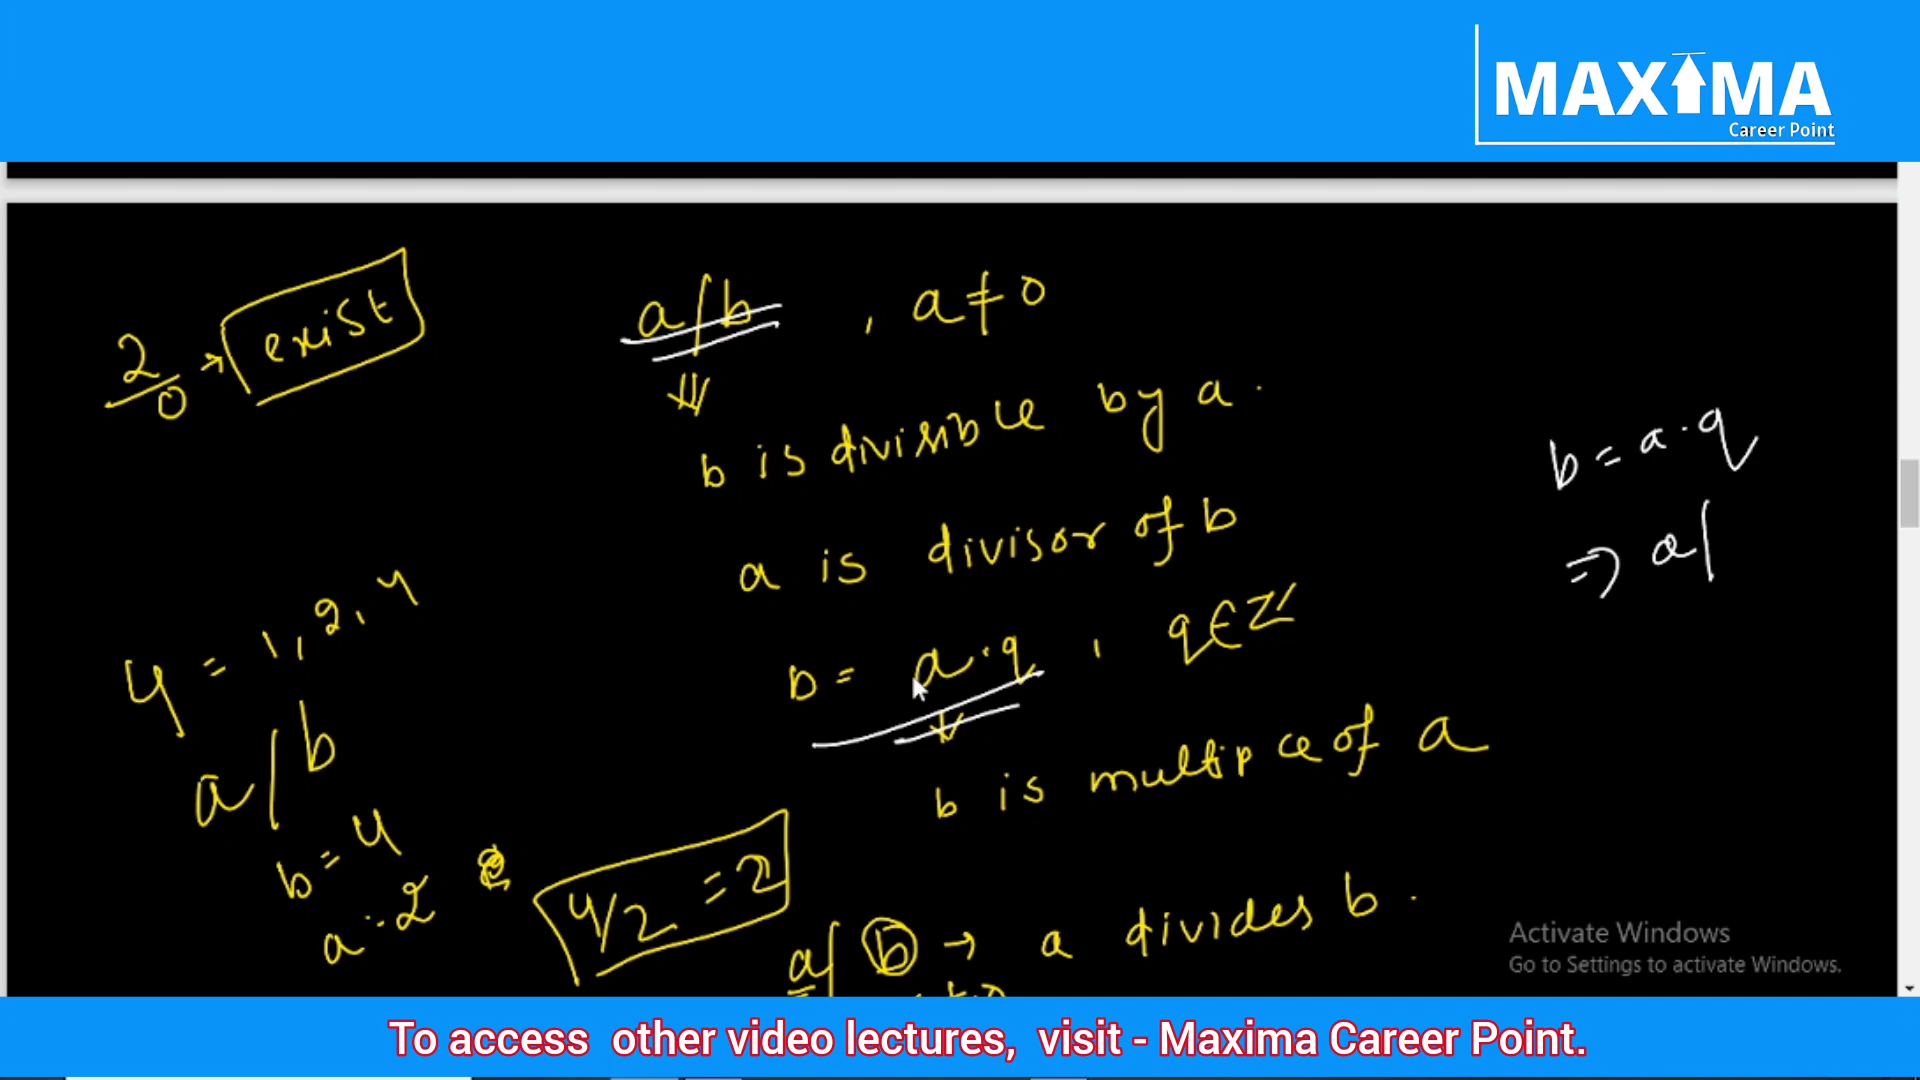 MAXIMA
Career Point
2/0 → exist
a/b , a ≠ 0
b is divisible by a.
a is divisor of b
b = a·q , q ∈ Z
b is multiple of a
b = a·q
⇒ a|
4 = 1, 2, 4
a/b
b = 4
a = 2
4/2 = 2
a/b → a divides b.
Activate Windows
Go to Settings to activate Windows.
To access other video lectures, visit - Maxima Career Point.